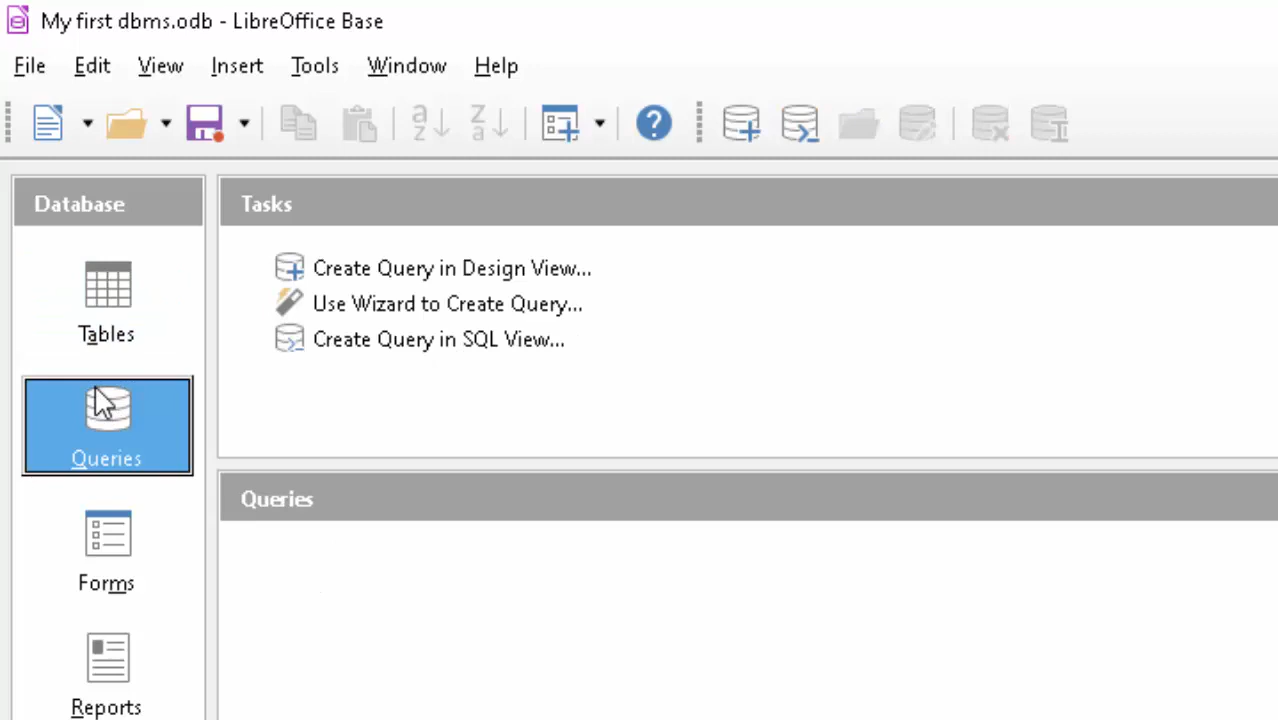 My first dbms.odb - LibreOffice Base
File Edit View Insert Tools Window Help
Database
Tasks
Create Query in Design View...
Use Wizard to Create Query...
Create Query in SQL View...
Tables
Queries
Queries
Forms
Reports